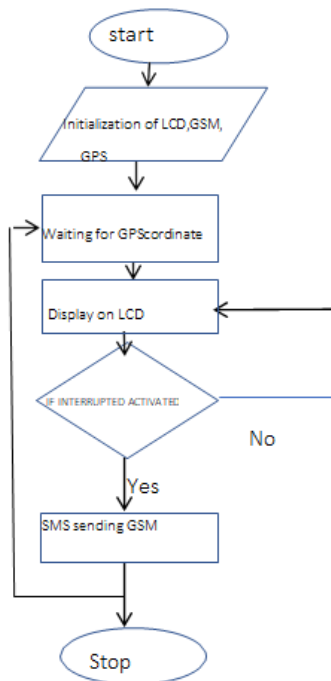 start
Initialization of LCD,GSM,
GPS
Waiting for GPScordinate
Display on LCD
IF INTERRUPTED ACTIVATED
No
Yes
SMS sending GSM
Stop